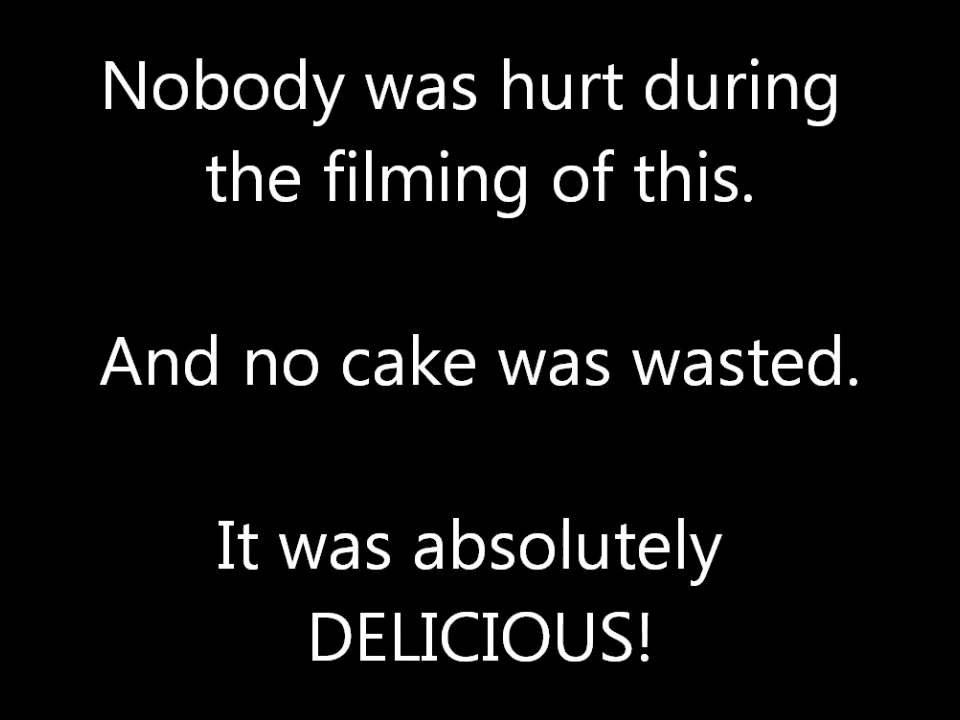 Nobody was hurt during
the filming of this.
And no cake was wasted.
It was absolutely
DELICIOUS!